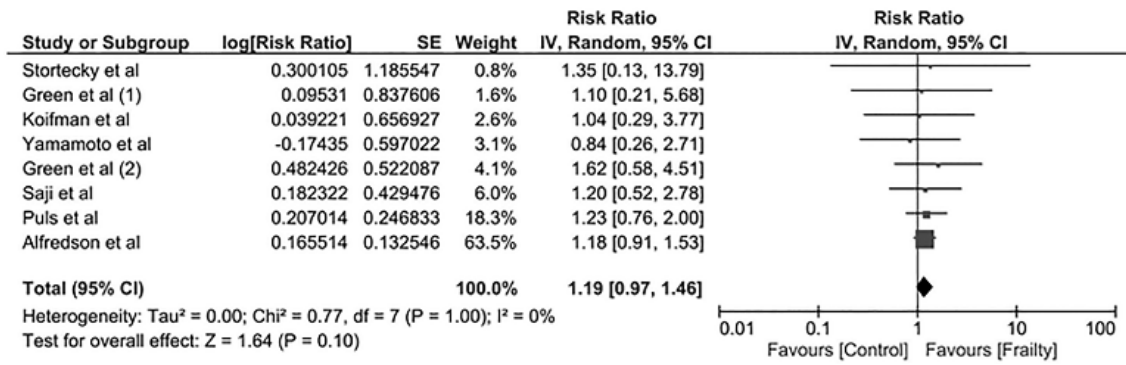 Risk Ratio Risk Ratio
Study or Subgroup log[Risk Ratio] SE Weight IV, Random, 95% CI IV, Random, 95% CI
Stortecky et al 0.300105 1.185547 0.8% 1.35 [0.13, 13.79]
Green et al (1) 0.09531 0.837606 1.6% 1.10 [0.21, 5.68]
Koifman et al 0.039221 0.656927 2.6% 1.04 [0.29, 3.77]
Yamamoto et al -0.17435 0.597022 3.1% 0.84 [0.26, 2.71]
Green et al (2) 0.482426 0.522087 4.1% 1.62 [0.58, 4.51]
Saji et al 0.182322 0.429476 6.0% 1.20 [0.52, 2.78]
Puls et al 0.207014 0.246833 18.3% 1.23 [0.76, 2.00]
Alfredson et al 0.165514 0.132546 63.5% 1.18 [0.91, 1.53]
Total (95% CI) 100.0% 1.19 [0.97, 1.46]
Heterogeneity: Tau² = 0.00; Chi² = 0.77, df = 7 (P = 1.00); I² = 0%
Test for overall effect: Z = 1.64 (P = 0.10)
0.01 0.1 1 10 100
Favours [Control] Favours [Frailty]